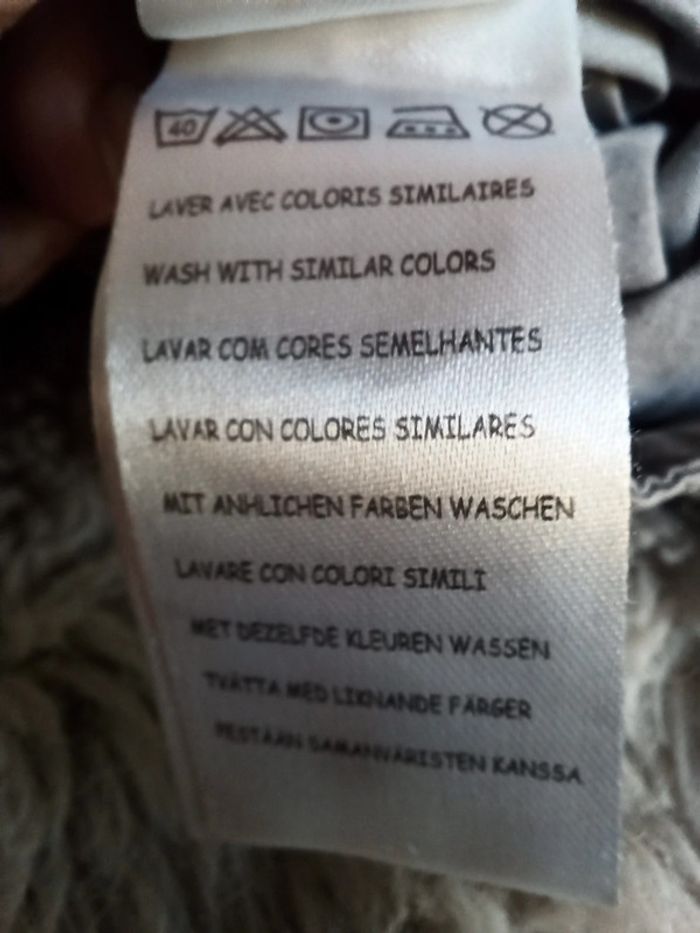 40
LAVER AVEC COLORIS SIMILAIRES
WASH WITH SIMILAR COLORS
LAVAR COM CORES SEMELHANTES
LAVAR CON COLORES SIMILARES
MIT ANHLICHEN FARBEN WASCHEN
LAVARE CON COLORI SIMILI
MET DEZELFDE KLEUREN WASSEN
TVÄTTA MED LIKNANDE FÄRGER
PESTÄÄN SAMANVÄRISTEN KANSSA